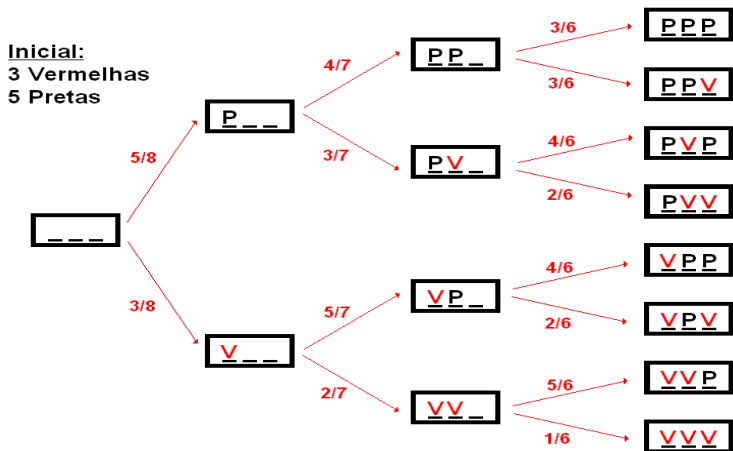 Inicial:
3 Vermelhas
5 Pretas
_ _ _
5/8
3/8
P _ _
V _ _
4/7
3/7
5/7
2/7
P P _
P V _
V P _
V V _
3/6
3/6
4/6
2/6
4/6
2/6
5/6
1/6
P P P
P P V
P V P
P V V
V P P
V P V
V V P
V V V